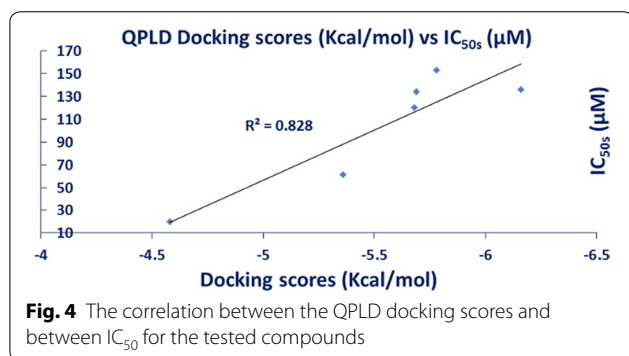 QPLD Docking scores (Kcal/mol) vs IC50s (µM)
170
150
130
110
90
70
50
30
10
R² = 0.828
IC50s (µM)
-4
-4.5
-5
-5.5
-6
-6.5
Docking scores (Kcal/mol)
Fig. 4 The correlation between the QPLD docking scores and
between IC50 for the tested compounds